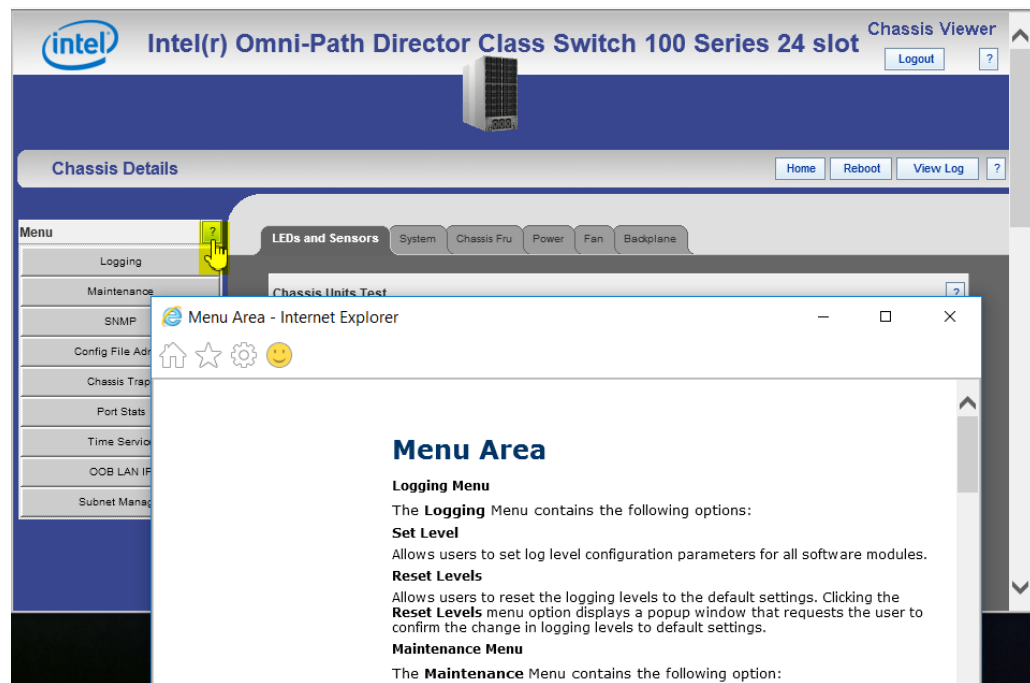 intel
Intel(r) Omni-Path Director Class Switch 100 Series 24 slot
Chassis Viewer
Logout
?
Chassis Details
Home
Reboot
View Log
?
Menu
?
LEDs and Sensors
System
Chassis Fru
Power
Fan
Backplane
Logging
Maintenance
SNMP
Config File Adm
Chassis Trap
Port Stats
Time Servic
OOB LAN IF
Subnet Manag
Chassis Units Test
?
Menu Area - Internet Explorer
Menu Area
Logging Menu
The Logging Menu contains the following options:
Set Level
Allows users to set log level configuration parameters for all software modules.
Reset Levels
Allows users to reset the logging levels to the default settings. Clicking the
Reset Levels menu option displays a popup window that requests the user to
confirm the change in logging levels to default settings.
Maintenance Menu
The Maintenance Menu contains the following option: